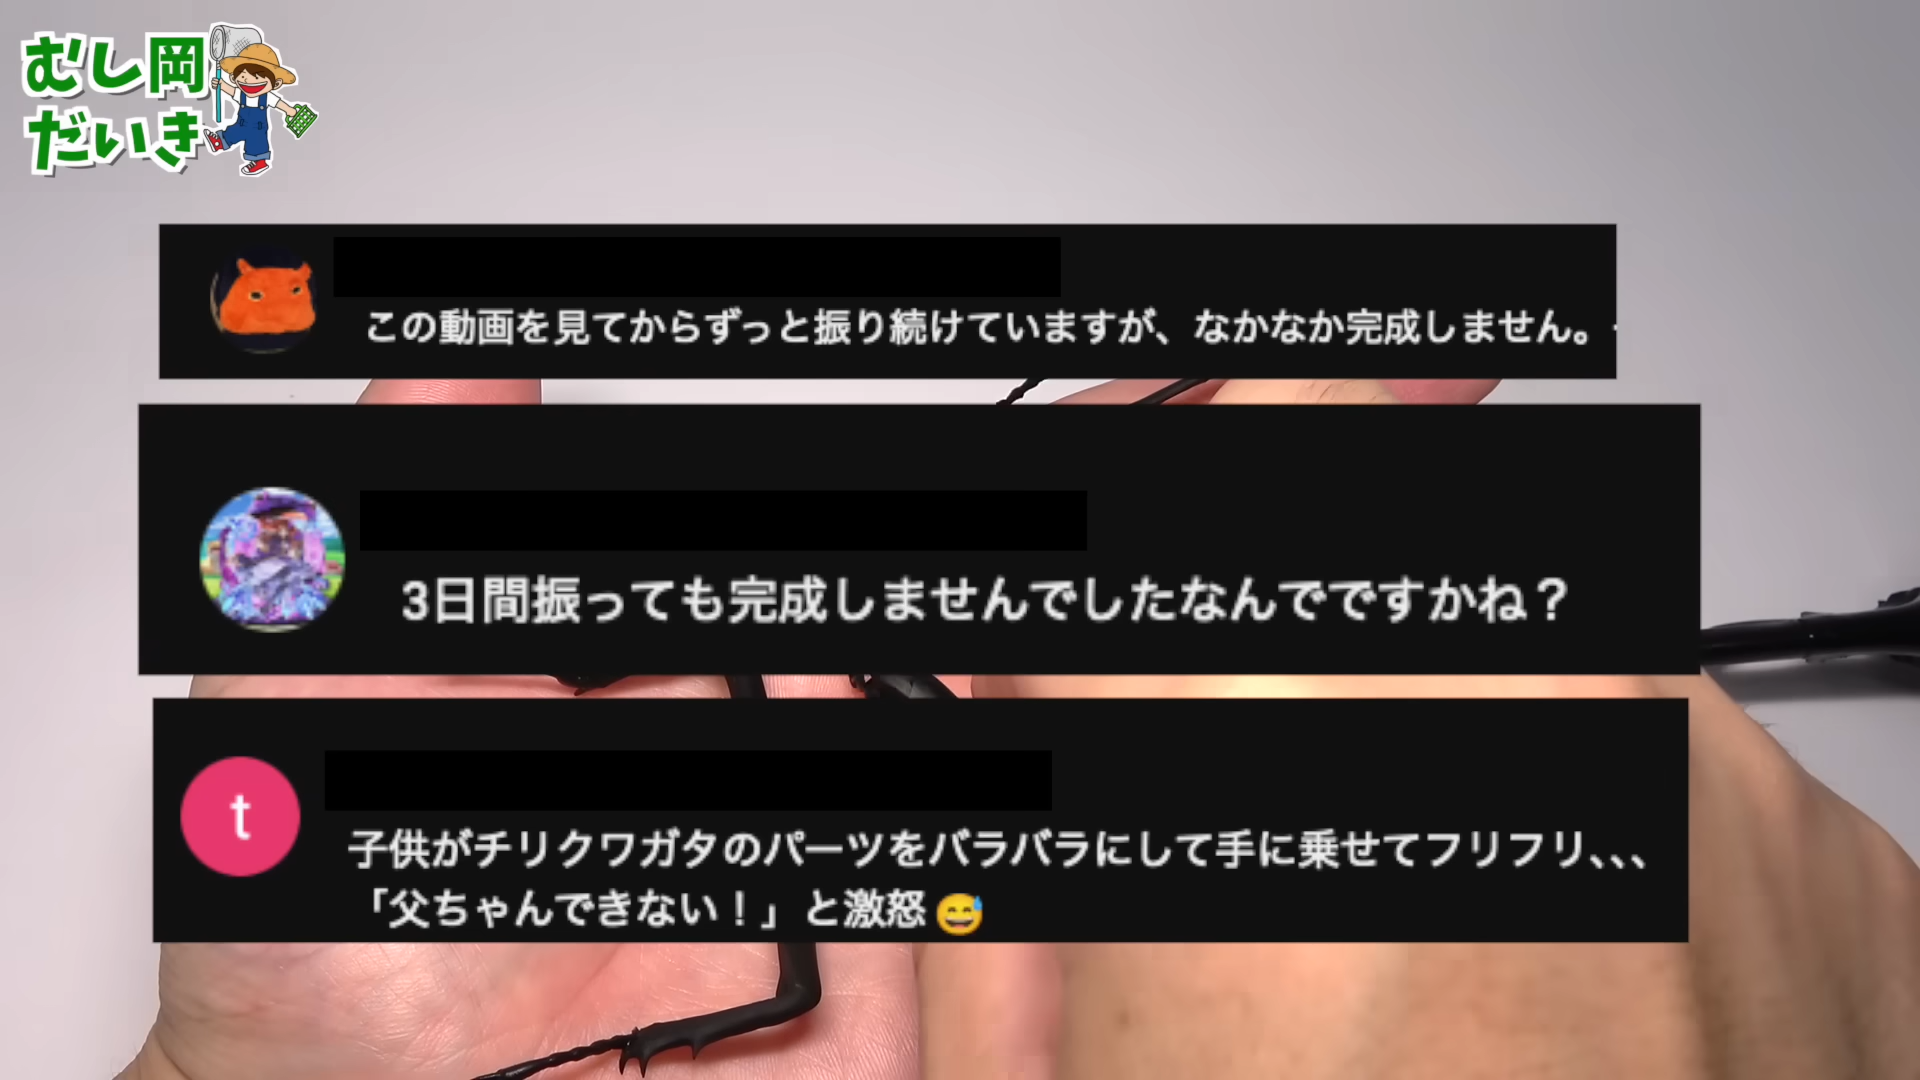 むし岡
だいき
この動画を見てからずっと振り続けていますが、なかなか完成しません。
3日間振っても完成しませんでしたなんでですかね？
t
子供がチリクワガタのパーツをバラバラにして手に乗せてフリフリ､､､
「父ちゃんできない！」と激怒😅